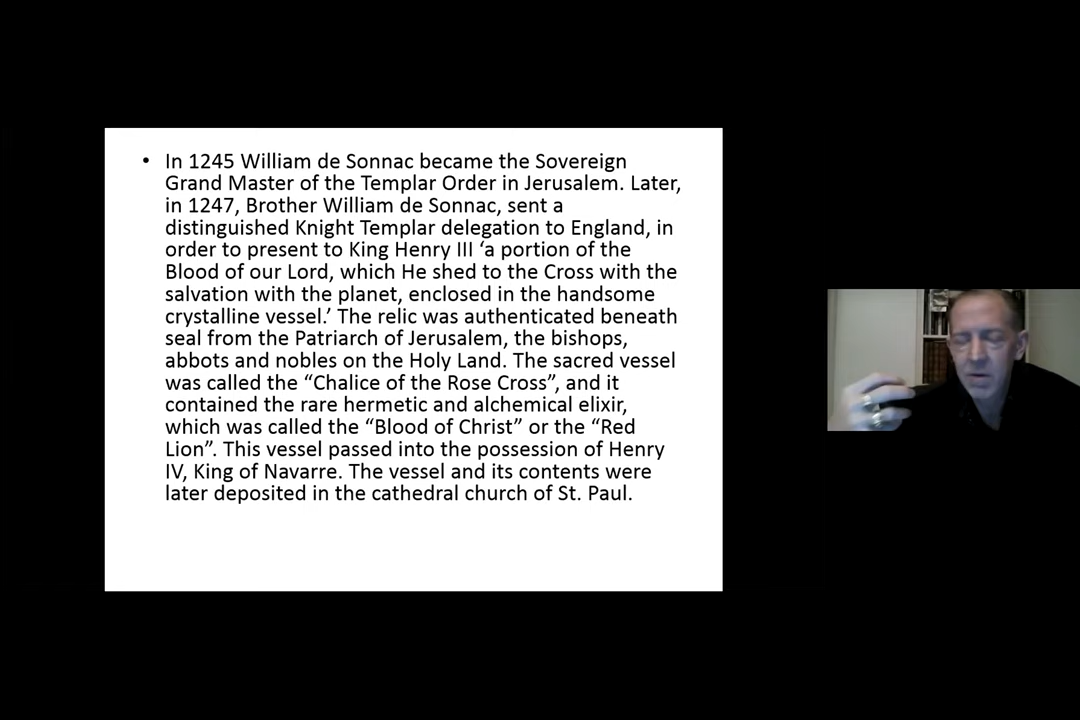 • In 1245 William de Sonnac became the Sovereign
Grand Master of the Templar Order in Jerusalem. Later,
in 1247, Brother William de Sonnac, sent a
distinguished Knight Templar delegation to England, in
order to present to King Henry III ‘a portion of the
Blood of our Lord, which He shed to the Cross with the
salvation with the planet, enclosed in the handsome
crystalline vessel.’ The relic was authenticated beneath
seal from the Patriarch of Jerusalem, the bishops,
abbots and nobles on the Holy Land. The sacred vessel
was called the “Chalice of the Rose Cross”, and it
contained the rare hermetic and alchemical elixir,
which was called the “Blood of Christ” or the “Red
Lion”. This vessel passed into the possession of Henry
IV, King of Navarre. The vessel and its contents were
later deposited in the cathedral church of St. Paul.